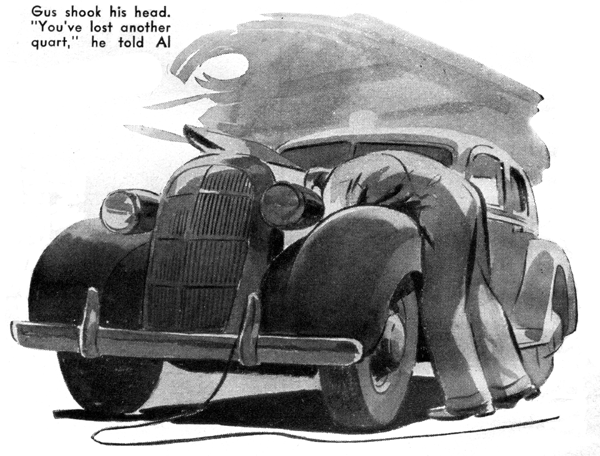 Gus shook his head.
"You've lost another
quart," he told Al